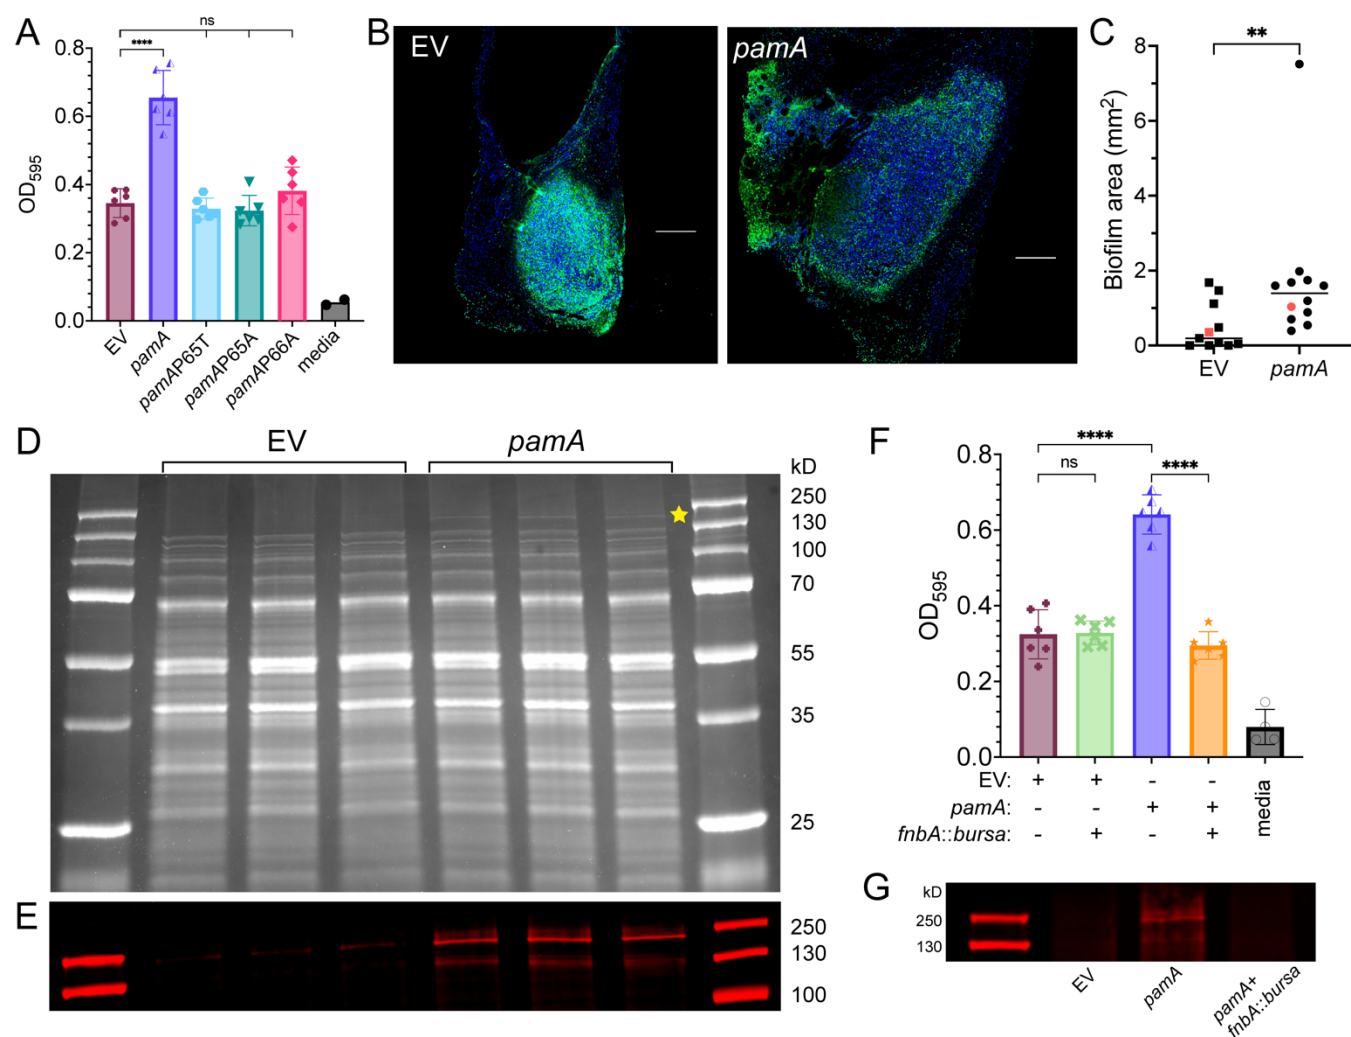 A
ns
****
0.8
0.6
0.4
0.2
0.0
OD595
EV
pamA
pamAP65T
pamAP65A
pamAP66A
media
B
EV
pamA
C
**
8
6
4
2
0
Biofilm area (mm²)
EV
pamA
D
EV
pamA
kD
250
130
100
70
55
35
25
E
250
130
100
F
****
ns
****
0.8
0.6
0.4
0.2
0.0
OD595
EV: + + - -
pamA: - - + +
fnbA::bursa: - + - +
media
G
kD
250
130
EV
pamA
pamA+
fnbA::bursa